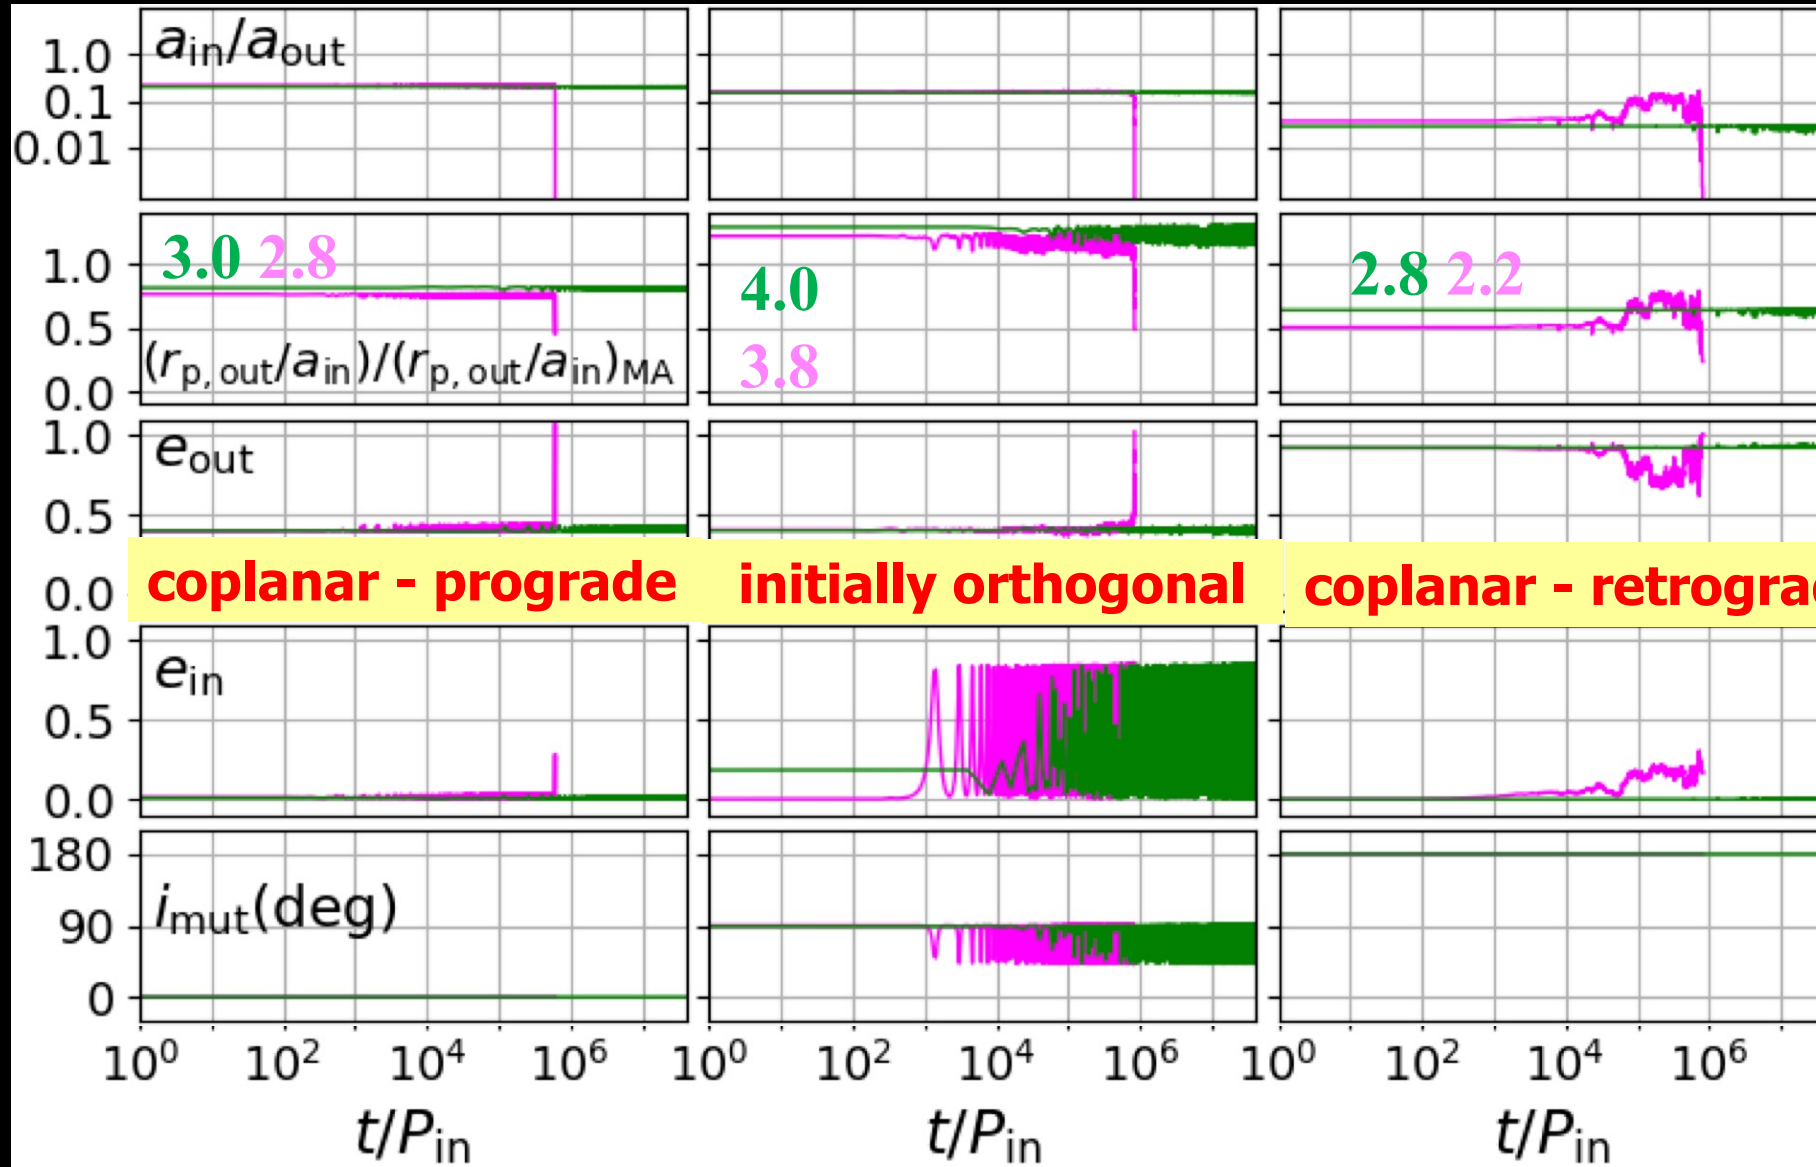 a_in/a_out
1.0
0.1
0.01
3.0 2.8
4.0
3.8
2.8 2.2
1.0
0.5
0.0
(r_p, out/a_in)/(r_p, out/a_in)_MA
1.0
0.5
0.0
e_out
coplanar - prograde
initially orthogonal
coplanar - retrograd
1.0
0.5
0.0
e_in
180
90
0
i_mut(deg)
10^0 10^2 10^4 10^6 10^0 10^2 10^4 10^6 10^0 10^2 10^4 10^6
t/P_in t/P_in t/P_in